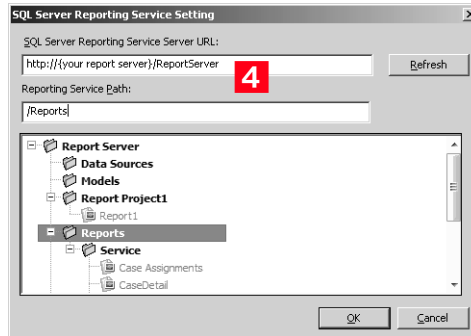 SQL Server Reporting Service Setting
SQL Server Reporting Service Server URL:
http://{your report server}/ReportServer
Refresh
4
Reporting Service Path:
/Reports
Report Server
Data Sources
Models
Report Project1
Report1
Reports
Service
Case Assignments
CaseDetail
OK
Cancel